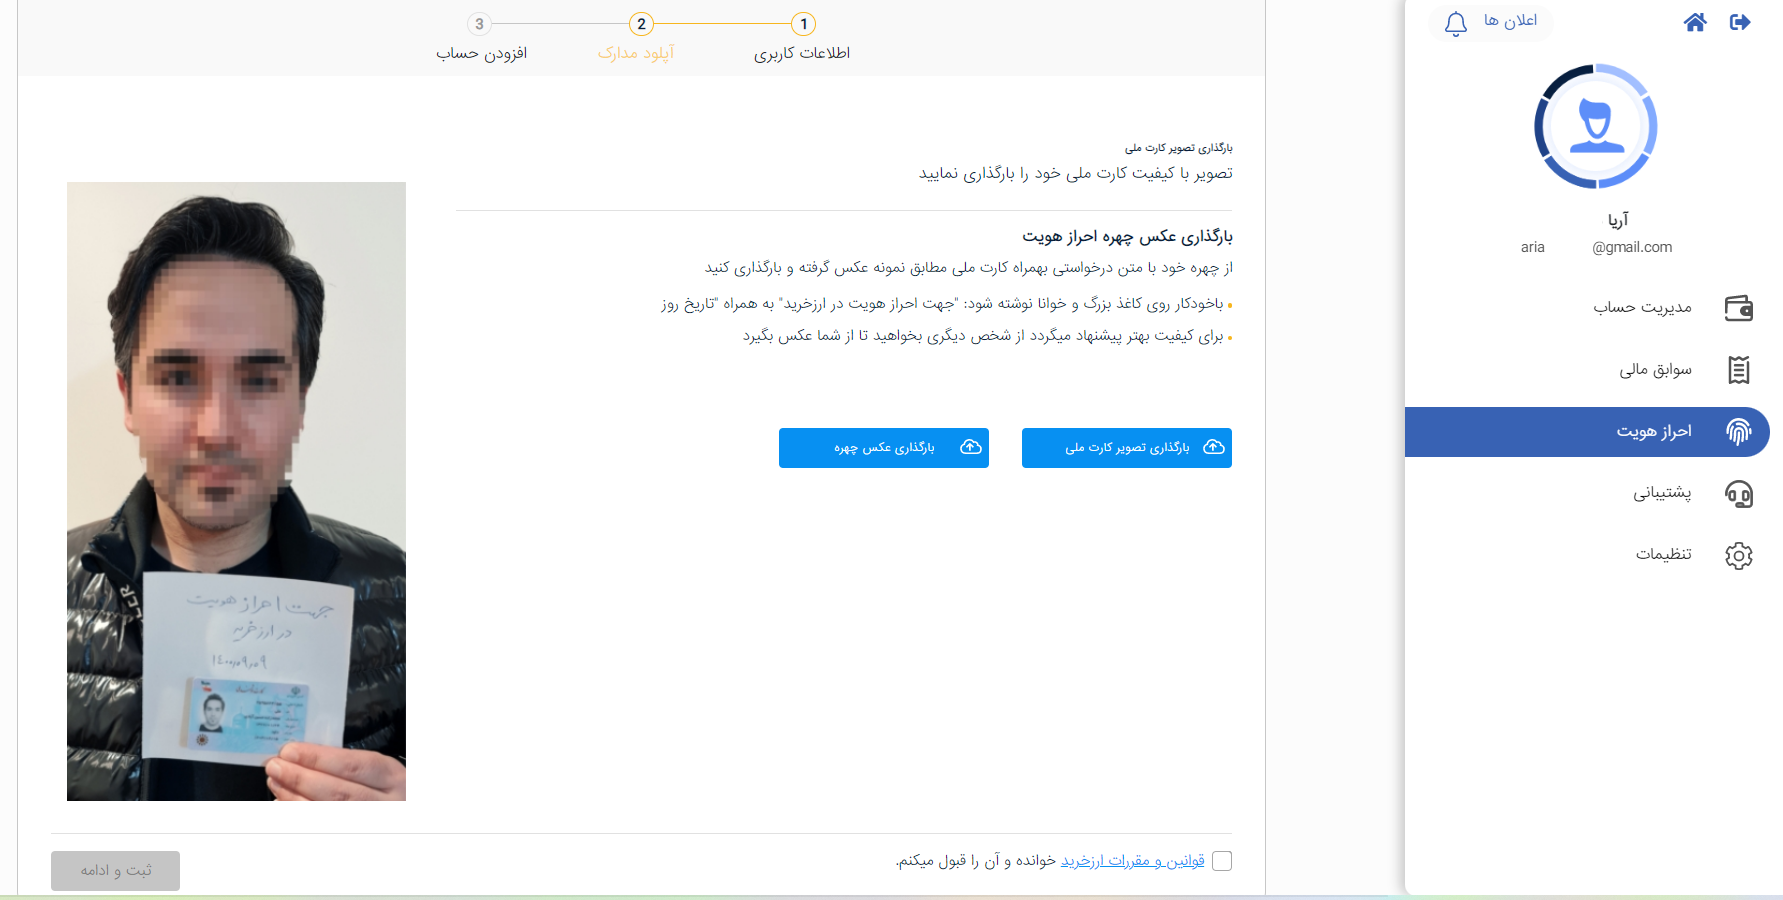 اعلان ها
آریا
aria @gmail.com
مدیریت حساب
سوابق مالی
احراز هویت
پشتیبانی
تنظیمات
1
2
3
اطلاعات کاربری
آپلود مدارک
افزودن حساب
بارگذاری تصویر کارت ملی
تصویر با کیفیت کارت ملی خود را بارگذاری نمایید
بارگذاری عکس چهره احراز هویت
از چهره خود با متن درخواستی بهمراه کارت ملی مطابق نمونه عکس گرفته و بارگذاری کنید
باخودکار روی کاغذ بزرگ و خوانا نوشته شود: "جهت احراز هویت در ارزخرید" به همراه "تاریخ روز
برای کیفیت بهتر پیشنهاد میگردد از شخص دیگری بخواهید تا از شما عکس بگیرد
بارگذاری تصویر کارت ملی
بارگذاری عکس چهره
جهت احراز هویت
در ارزخرید
۱۴۰۰٫۰۹٫۰۹
قوانین و مقررات ارزخرید خوانده و آن را قبول میکنم.
ثبت و ادامه